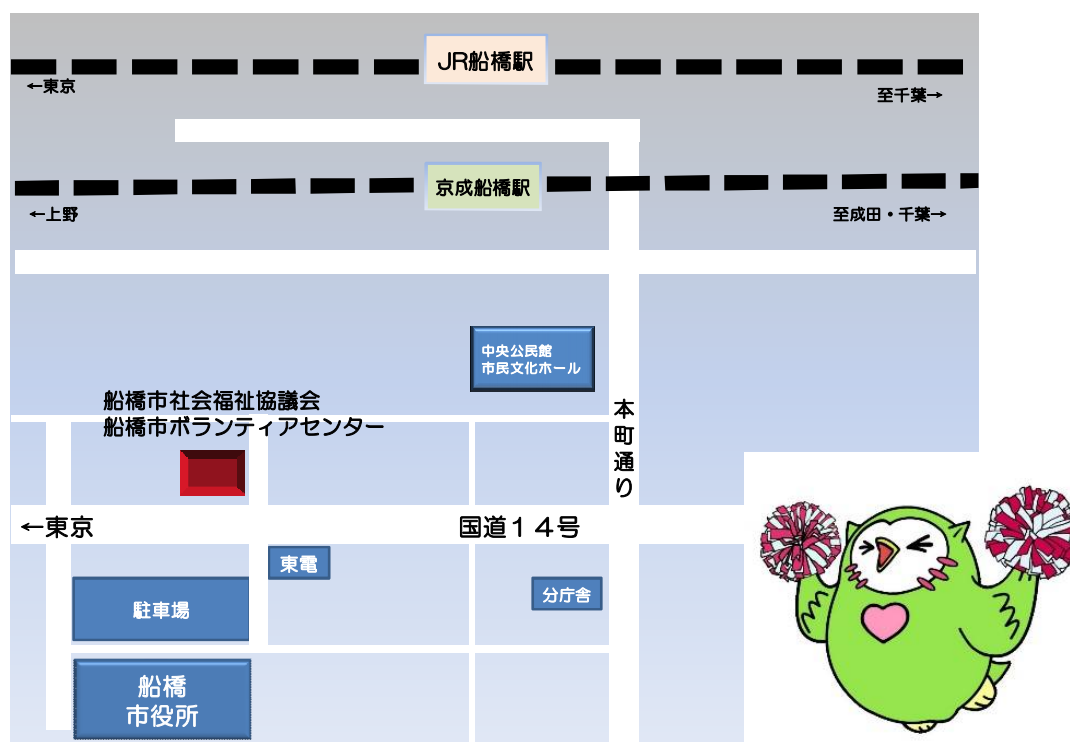 JR船橋駅
←東京
至千葉→
京成船橋駅
←上野
至成田・千葉→
中央公民館
市民文化ホール
船橋市社会福祉協議会
船橋市ボランティアセンター
本町通り
←東京
国道14号
東電
分庁舎
駐車場
船橋
市役所